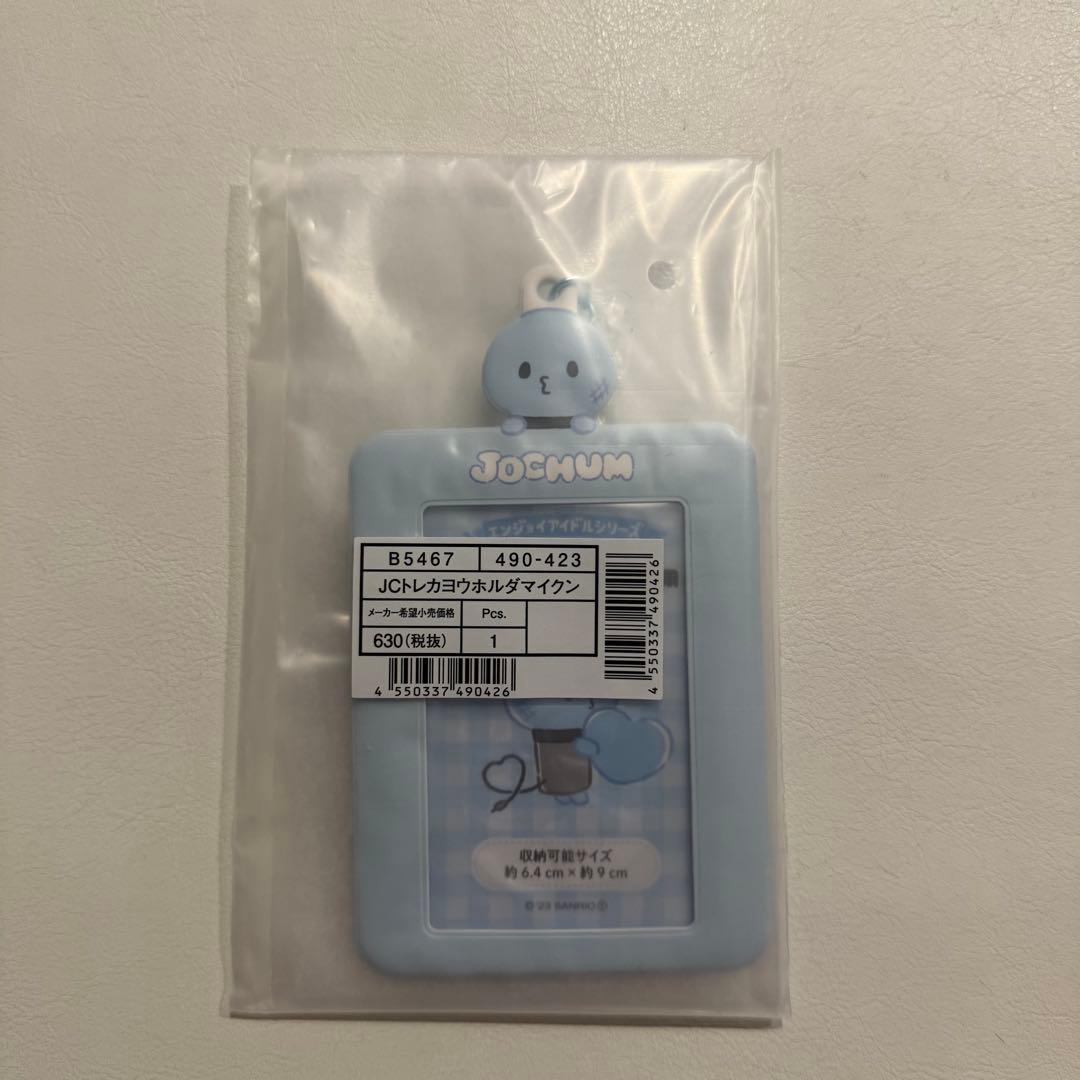 JOCHUM
エンジョイアイドルシリーズ
B5467 490-423
JCトレカヨウホルダマイクン
メーカー希望小売価格 Pcs.
630(税抜) 1
4 550337 490426
4 550337 490426
収納可能サイズ
約 6.4 cm × 約 9 cm
© '23 SANRIO Ⓣ